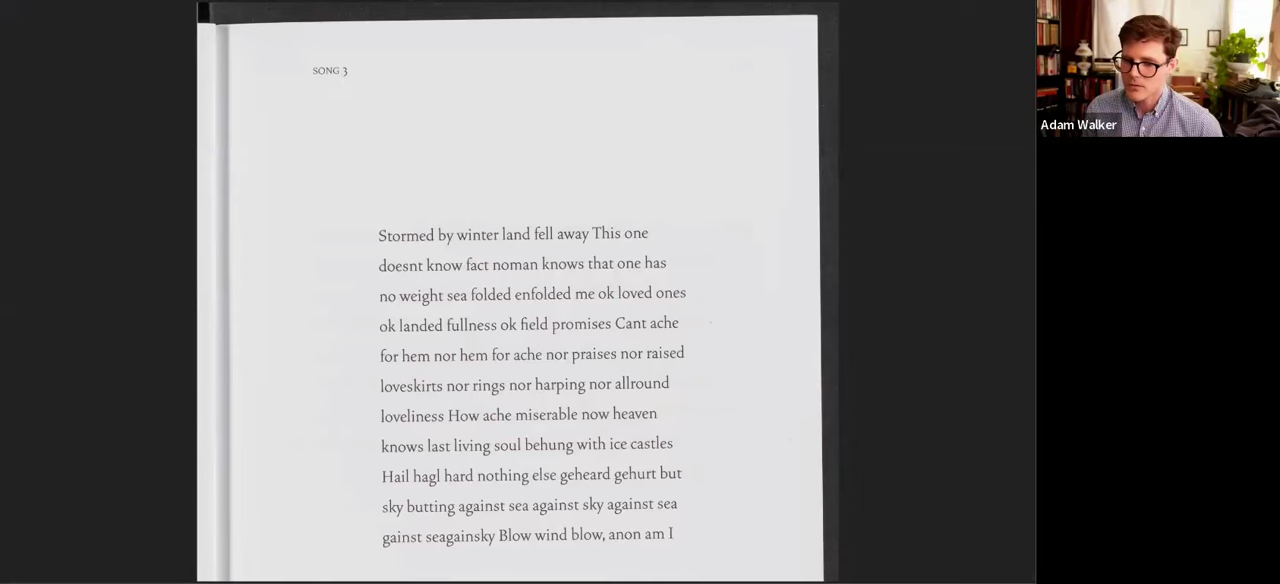 SONG 3
Stormed by winter land fell away This one
doesnt know fact noman knows that one has
no weight sea folded enfolded me ok loved ones
ok landed fullness ok field promises Cant ache
for hem nor hem for ache nor praises nor raised
loveskirts nor rings nor harping nor allround
loveliness How ache miserable now heaven
knows last living soul behung with ice castles
Hail hagl hard nothing else geheard gehurt but
sky butting against sea against sky against sea
gainst seagainsky Blow wind blow, anon am I
Adam Walker